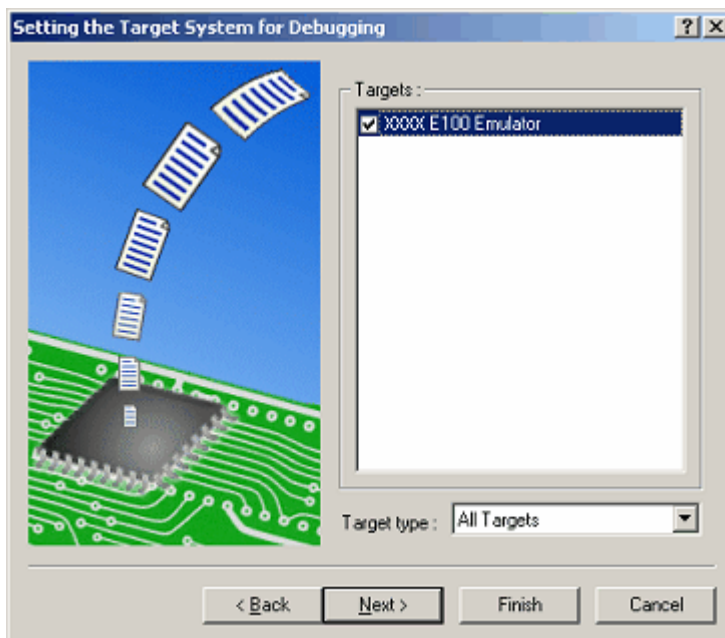 Setting the Target System for Debugging
Targets :
XXXX E100 Emulator
Target type : All Targets
< Back Next > Finish Cancel